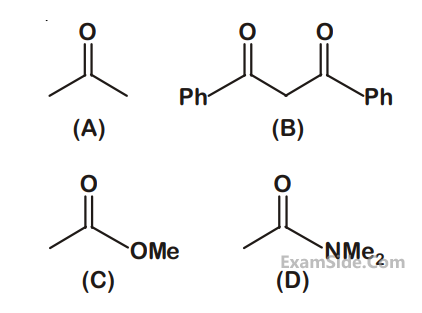 O O O
Ph Ph
(A) (B)
O O
OMe NMe₂
ExamSide.Com
(C) (D)